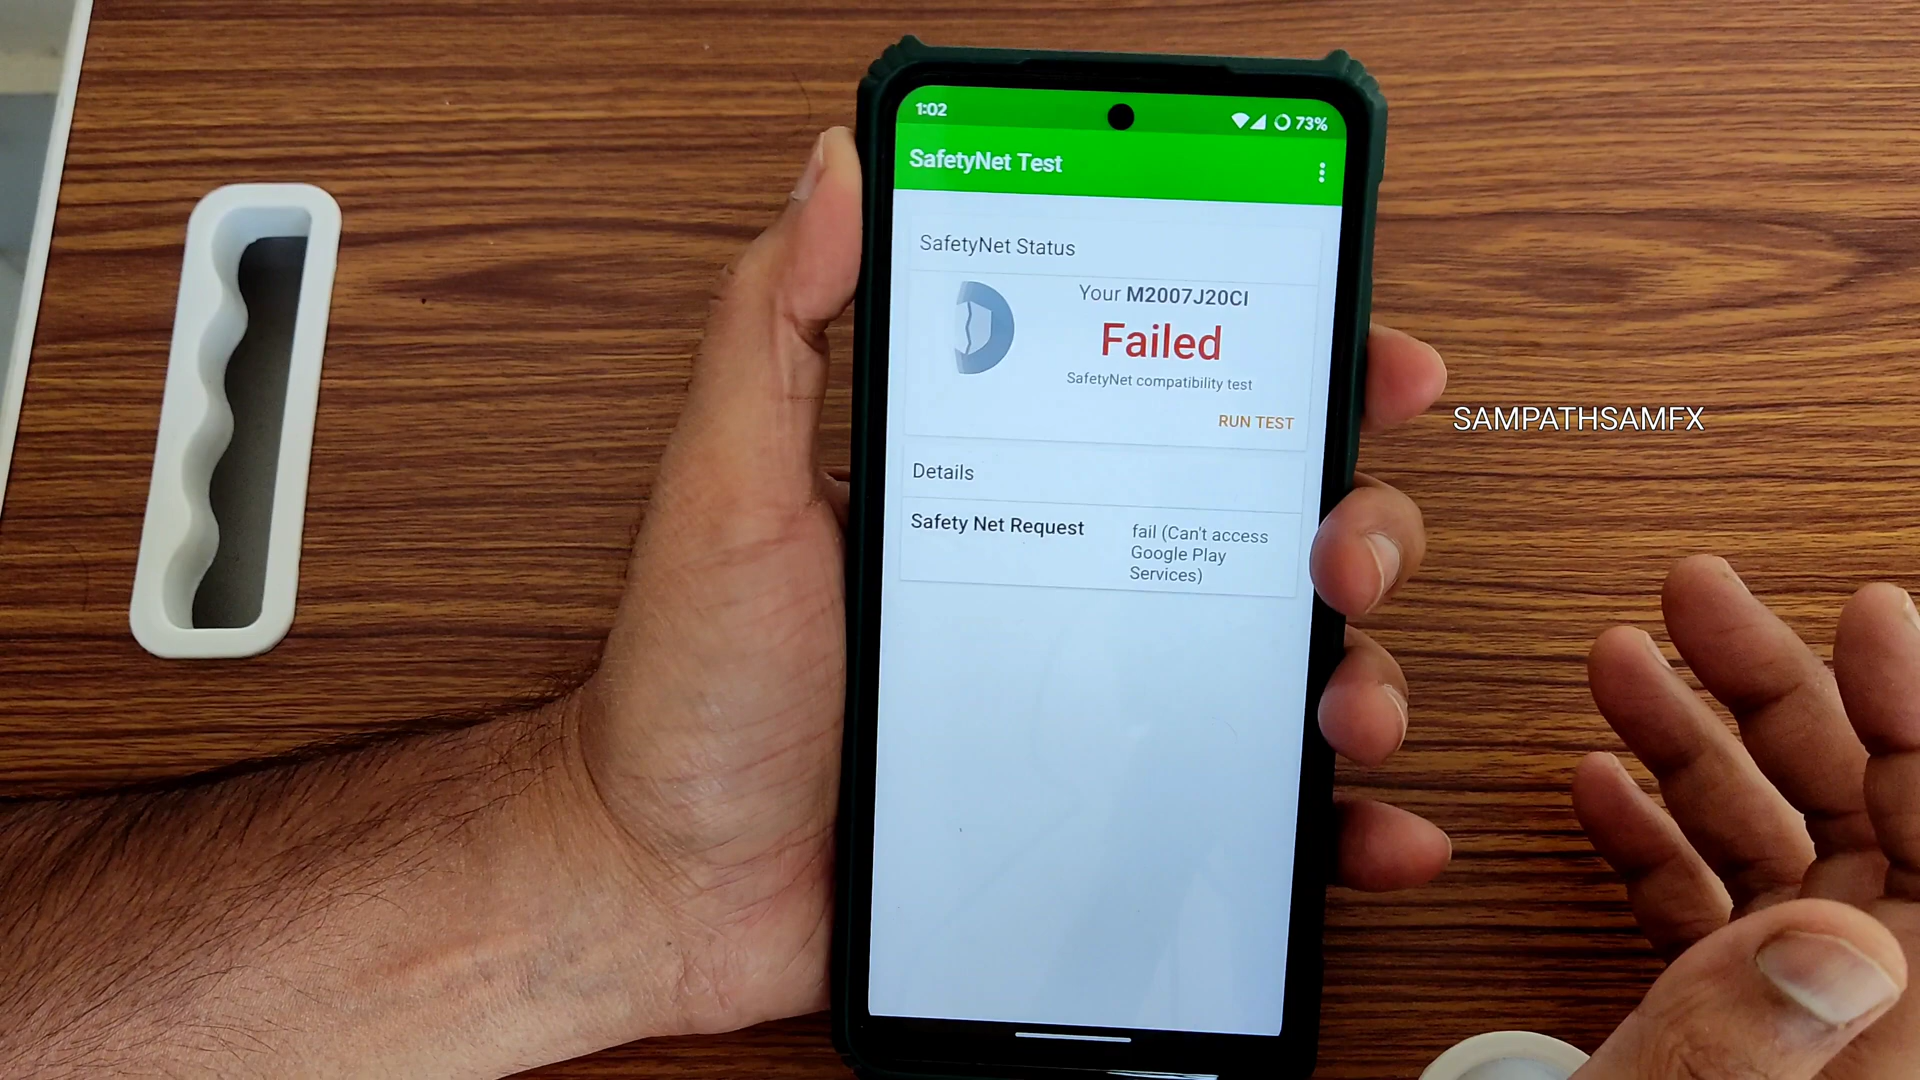 1:02
73%
SafetyNet Test
SafetyNet Status
Your M2007J20CI
Failed
SafetyNet compatibility test
RUN TEST
Details
Safety Net Request
fail (Can't access
Google Play
Services)
SAMPATHSAMFX